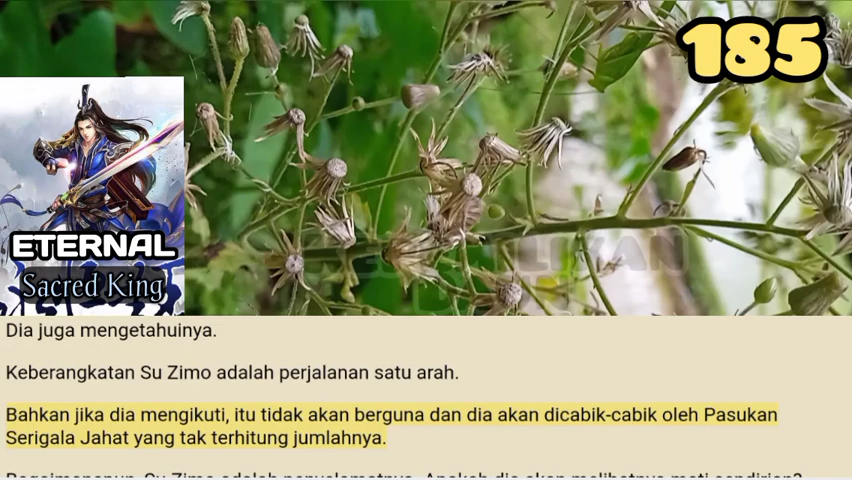 185
ETERNAL
Sacred King
Dia juga mengetahuinya.
Keberangkatan Su Zimo adalah perjalanan satu arah.
Bahkan jika dia mengikuti, itu tidak akan berguna dan dia akan dicabik-cabik oleh Pasukan
Serigala Jahat yang tak terhitung jumlahnya.